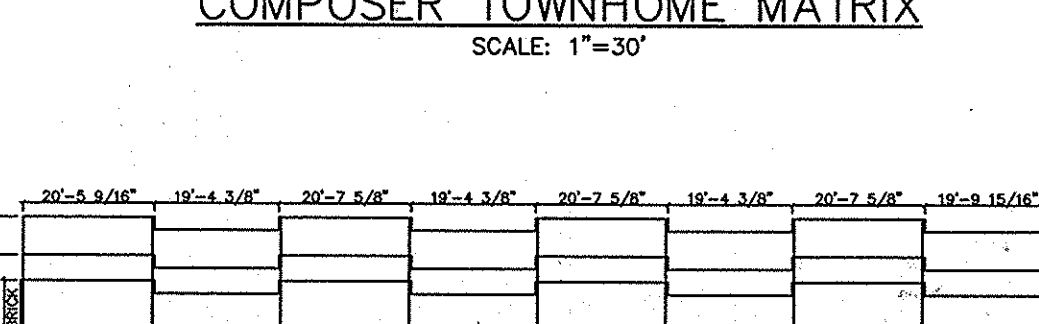 COMPOSER TOWNHOME MATRIX
SCALE: 1"=30'
20'-5 9/16" 19'-4 3/8" 20'-7 5/8" 19'-4 3/8" 20'-7 5/8" 19'-4 3/8" 20'-7 5/8" 19'-9 15/16"
BRICK